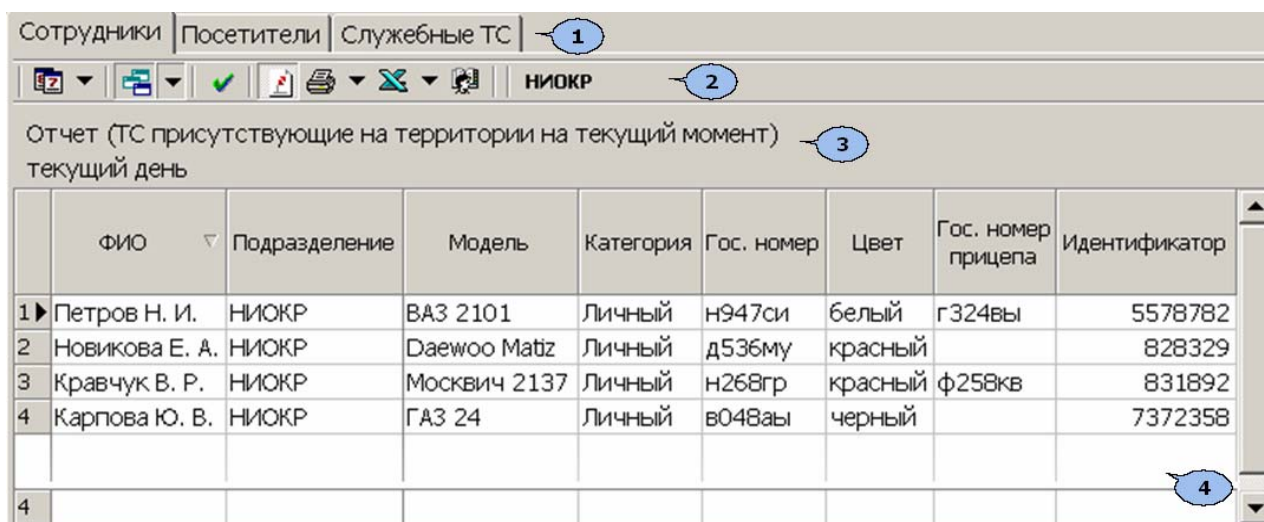 Сотрудники Посетители Служебные ТС 1
НИОКР 2
Отчет (ТС присутствующие на территории на текущий момент) 3
текущий день
ФИО Подразделение Модель Категория Гос. номер Цвет Гос. номер прицепа Идентификатор
1 Петров Н. И. НИОКР ВАЗ 2101 Личный н947си белый г324вы 5578782
2 Новикова Е. А. НИОКР Daewoo Matiz Личный д536му красный 828329
3 Кравчук В. Р. НИОКР Москвич 2137 Личный н268гр красный ф258кв 831892
4 Карпова Ю. В. НИОКР ГАЗ 24 Личный в048аы черный 7372358
4
4